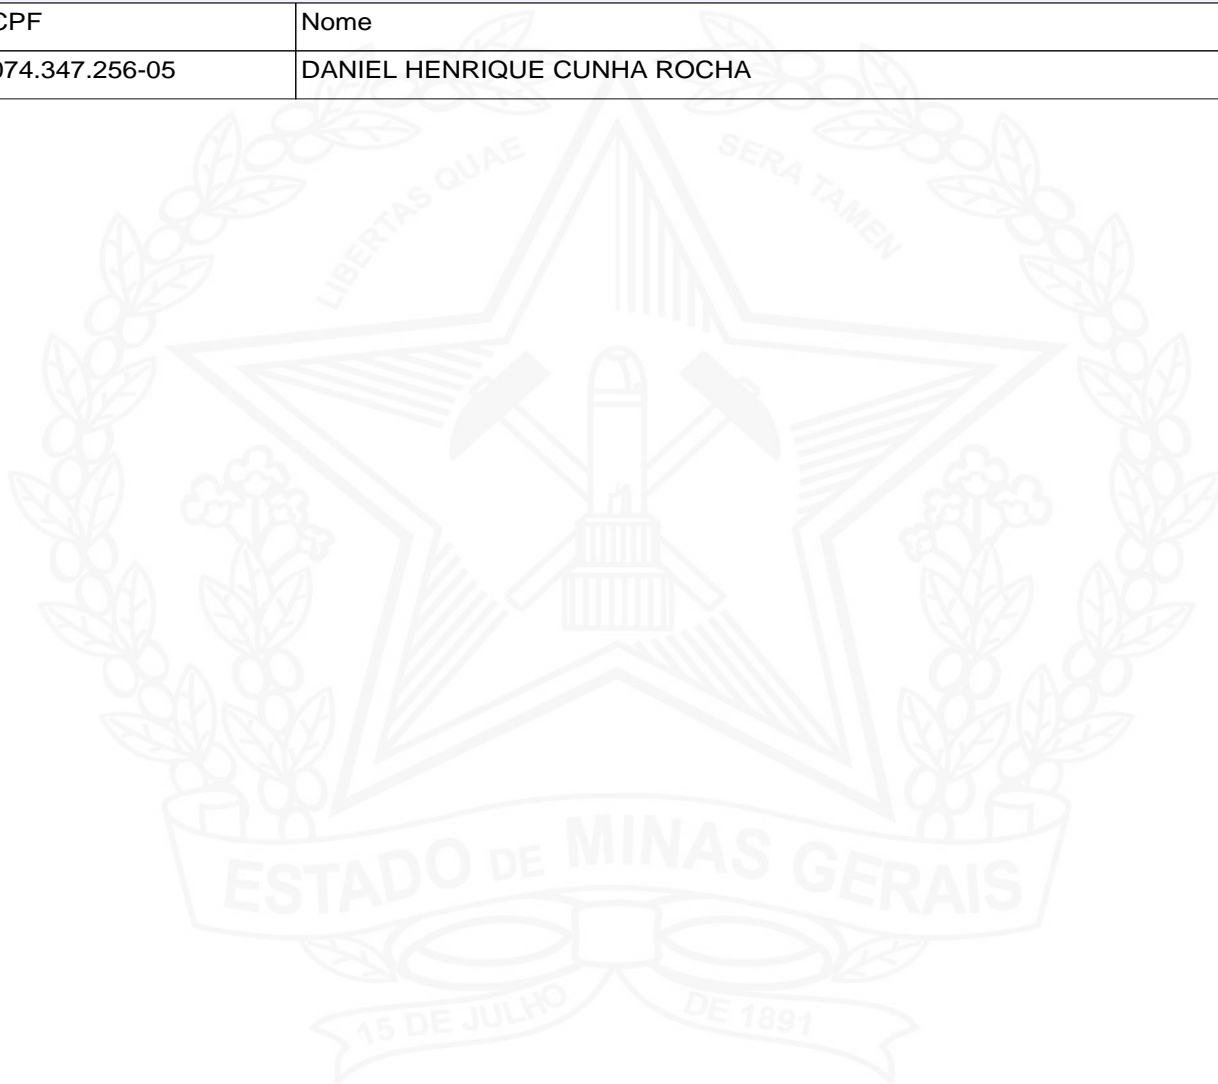 CPF Nome
074.347.256-05 DANIEL HENRIQUE CUNHA ROCHA
LIBERTAS QUAE SERA TAMEN
ESTADO DE MINAS GERAIS
15 DE JULHO DE 1891